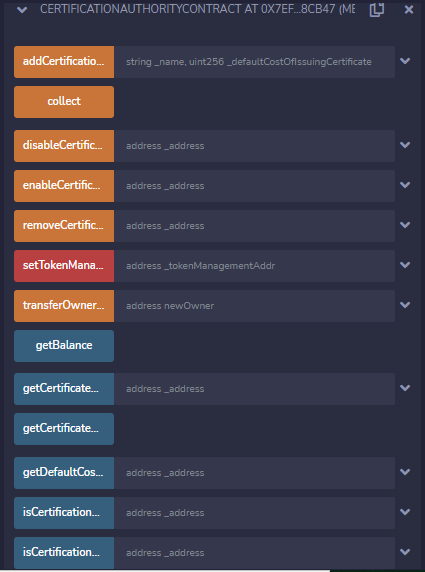 CERTIFICATIONAUTHORITYCONTRACT AT 0X7EF...8CB47 (ME
addCertificatio... string _name, uint256 _defaultCostOfIssuingCertificate
collect
disableCertific... address _address
enableCertific... address _address
removeCertific... address _address
setTokenMana... address _tokenManagementAddr
transferOwner... address newOwner
getBalance
getCertificate... address _address
getCertificate...
getDefaultCos... address _address
isCertification... address _address
isCertification... address _address